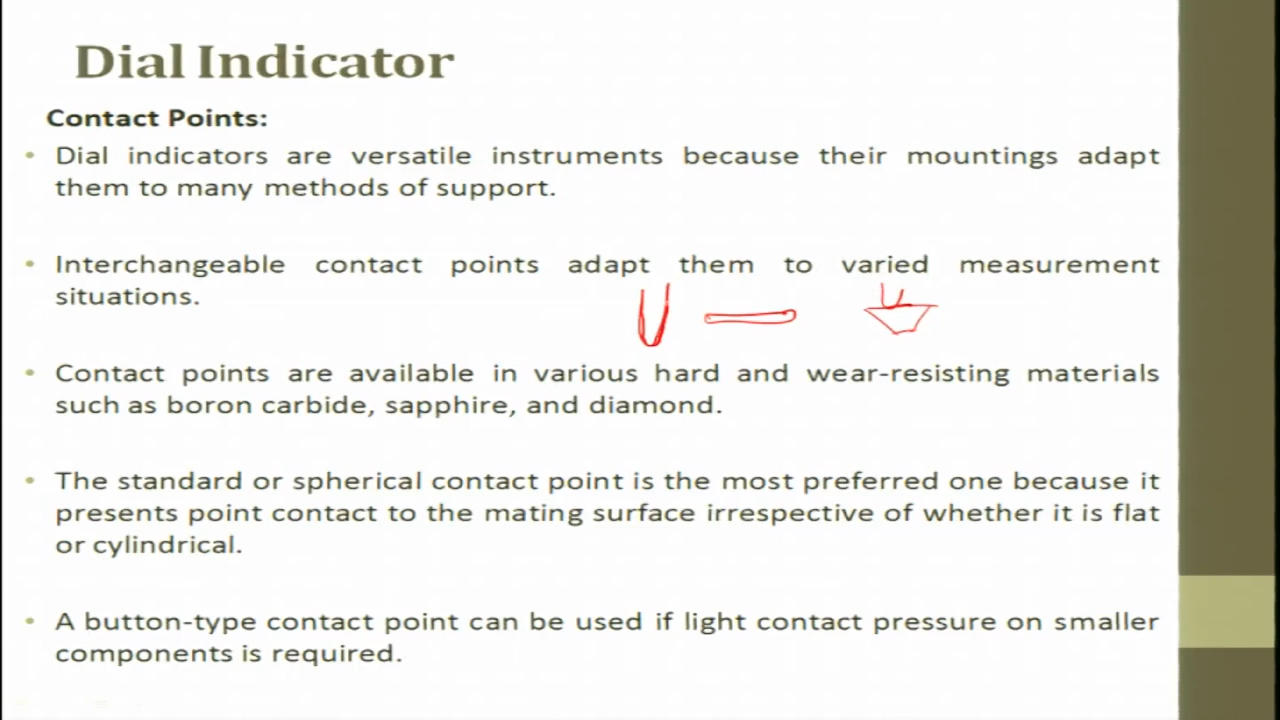 Dial Indicator
Contact Points:
• Dial indicators are versatile instruments because their mountings adapt
them to many methods of support.
• Interchangeable contact points adapt them to varied measurement
situations.
• Contact points are available in various hard and wear-resisting materials
such as boron carbide, sapphire, and diamond.
• The standard or spherical contact point is the most preferred one because it
presents point contact to the mating surface irrespective of whether it is flat
or cylindrical.
• A button-type contact point can be used if light contact pressure on smaller
components is required.